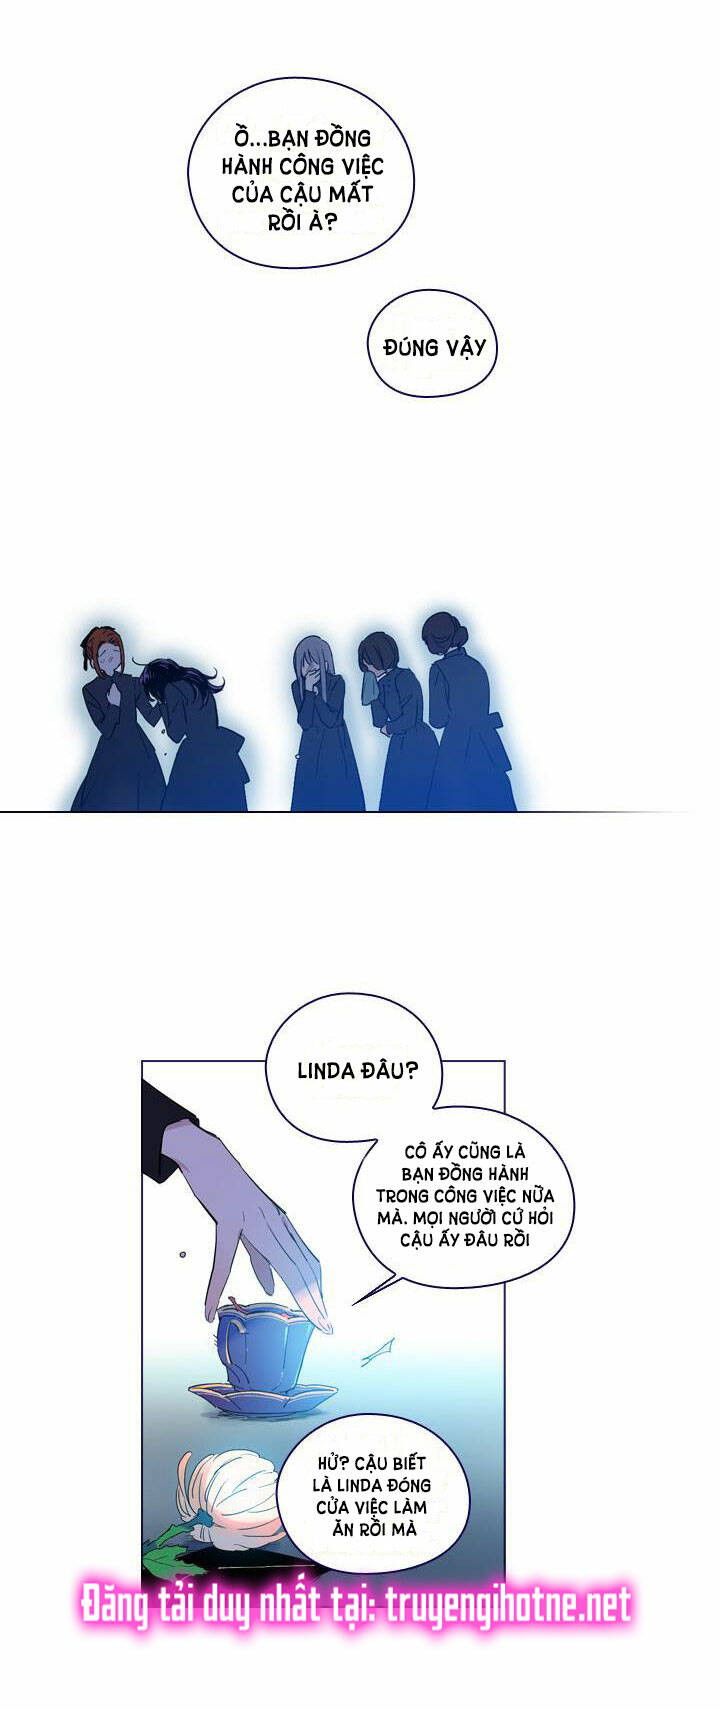 Ồ...BẠN ĐỒNG
HÀNH CÔNG VIỆC
CỦA CẬU MẤT
RỒI À?
ĐÚNG VẬY
LINDA ĐÂU?
CÔ ẤY CŨNG LÀ
BẠN ĐỒNG HÀNH
TRONG CÔNG VIỆC NỮA
MÀ. MỌI NGƯỜI CỨ HỎI
CẬU ẤY ĐÂU RỒI
HỬ? CẬU BIẾT
LÀ LINDA ĐÓNG
CỬA VIỆC LÀM
ĂN RỒI MÀ
Đăng tải duy nhất tại: truyengihotne.net